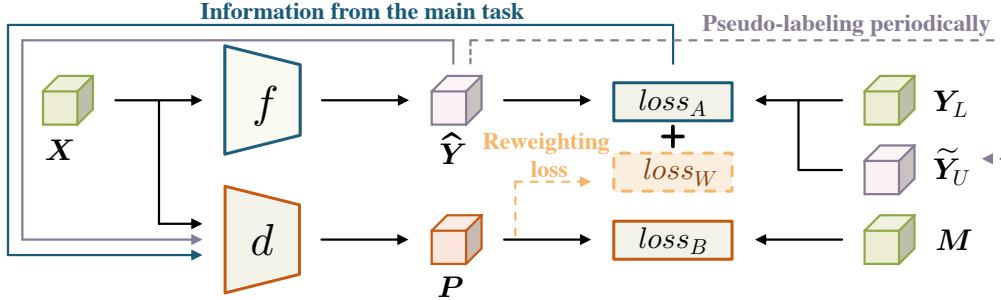 Information from the main task
Pseudo-labeling periodically
X
f
Ŷ
loss_A
Y_L
+
Reweighting
loss
loss_W
Ỹ_U
d
P
loss_B
M